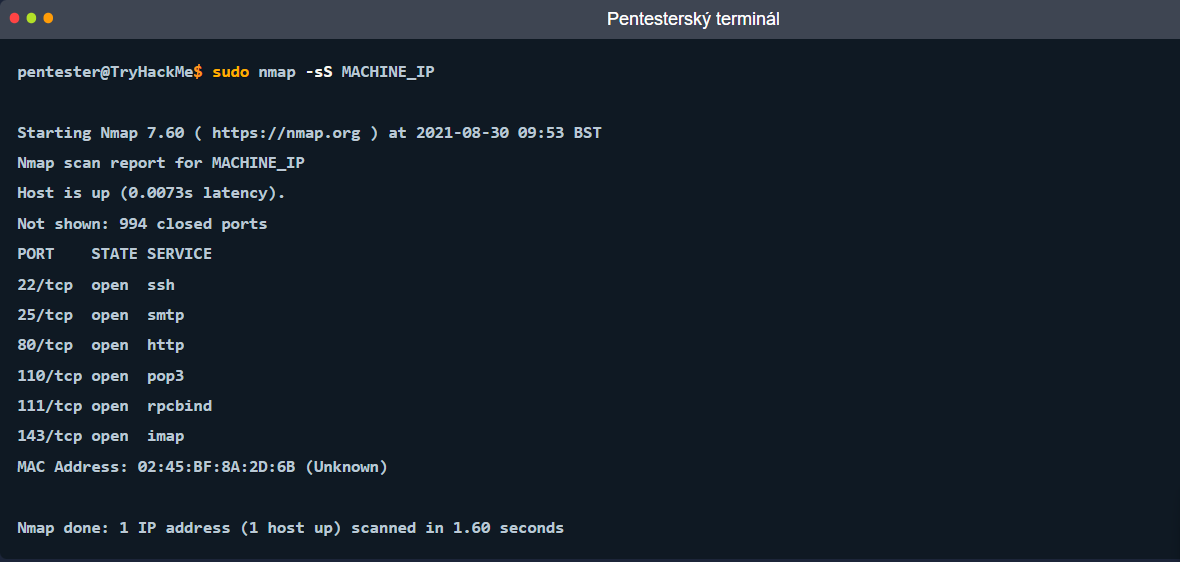 Pentesterský terminál
pentester@TryHackMe$ sudo nmap -sS MACHINE_IP
Starting Nmap 7.60 ( https://nmap.org ) at 2021-08-30 09:53 BST
Nmap scan report for MACHINE_IP
Host is up (0.0073s latency).
Not shown: 994 closed ports
PORT    STATE SERVICE
22/tcp  open  ssh
25/tcp  open  smtp
80/tcp  open  http
110/tcp open  pop3
111/tcp open  rpcbind
143/tcp open  imap
MAC Address: 02:45:BF:8A:2D:6B (Unknown)
Nmap done: 1 IP address (1 host up) scanned in 1.60 seconds